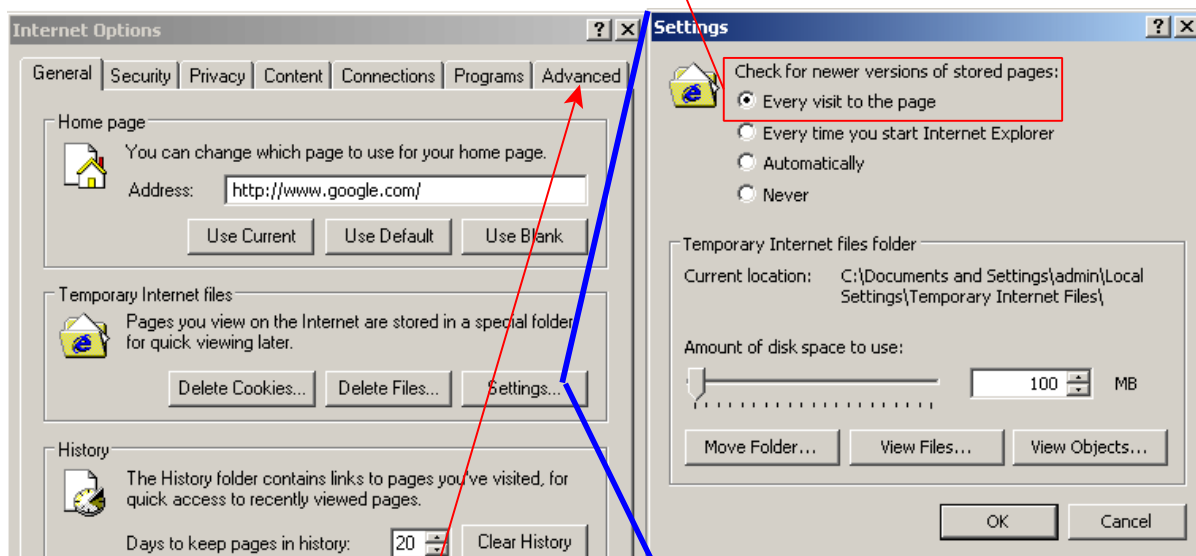 Internet Options
General Security Privacy Content Connections Programs Advanced
Home page
You can change which page to use for your home page.
Address: http://www.google.com/
Use Current Use Default Use Blank
Temporary Internet files
Pages you view on the Internet are stored in a special folder
for quick viewing later.
Delete Cookies... Delete Files... Settings...
History
The History folder contains links to pages you've visited, for
quick access to recently viewed pages.
Days to keep pages in history: 20 Clear History
Settings
Check for newer versions of stored pages:
Every visit to the page
Every time you start Internet Explorer
Automatically
Never
Temporary Internet files folder
Current location: C:\Documents and Settings\admin\Local
Settings\Temporary Internet Files\
Amount of disk space to use:
100 MB
Move Folder... View Files... View Objects...
OK Cancel